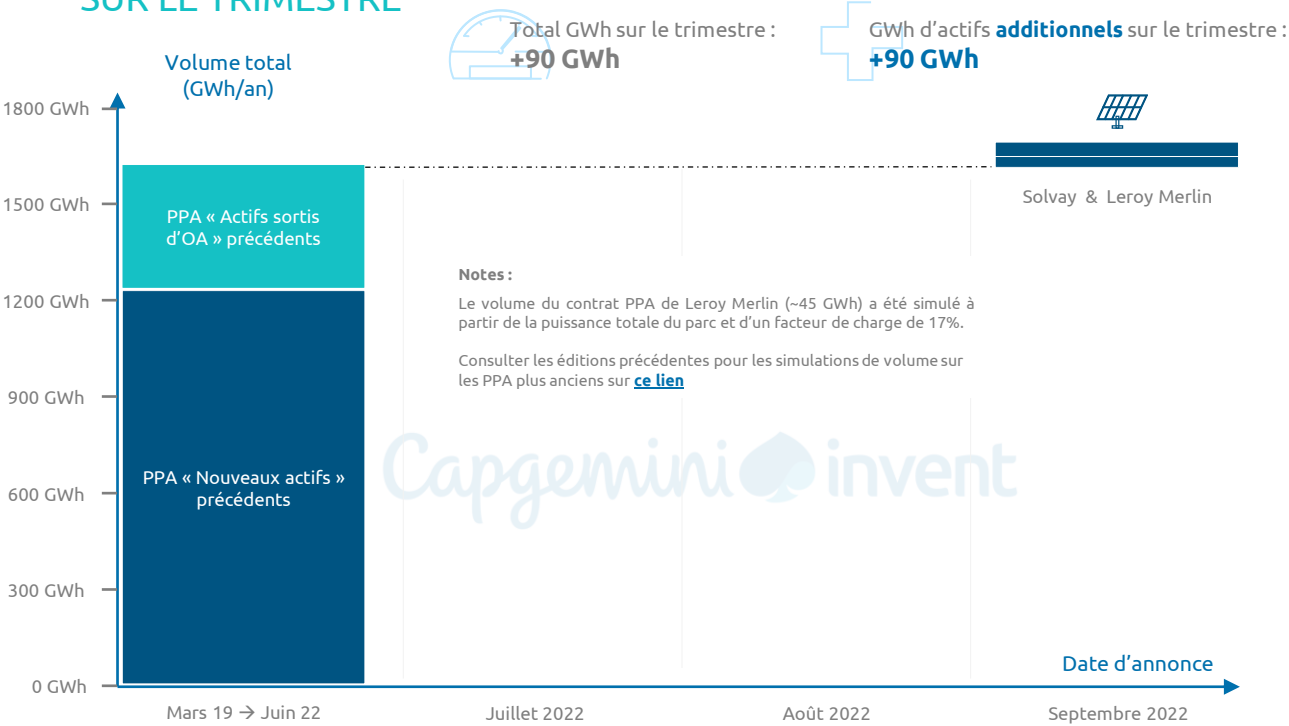 SUR LE TRIMESTRE
Total GWh sur le trimestre :
+90 GWh
GWh d’actifs additionnels sur le trimestre :
+90 GWh
Volume total
(GWh/an)
1800 GWh
1500 GWh
1200 GWh
900 GWh
600 GWh
300 GWh
0 GWh
PPA « Actifs sortis
d’OA » précédents
PPA « Nouveaux actifs »
précédents
Solvay & Leroy Merlin
Notes :
Le volume du contrat PPA de Leroy Merlin (~45 GWh) a été simulé à
partir de la puissance totale du parc et d’un facteur de charge de 17%.
Consulter les éditions précédentes pour les simulations de volume sur
les PPA plus anciens sur ce lien
Capgemini invent
Date d’annonce
Mars 19 → Juin 22
Juillet 2022
Août 2022
Septembre 2022